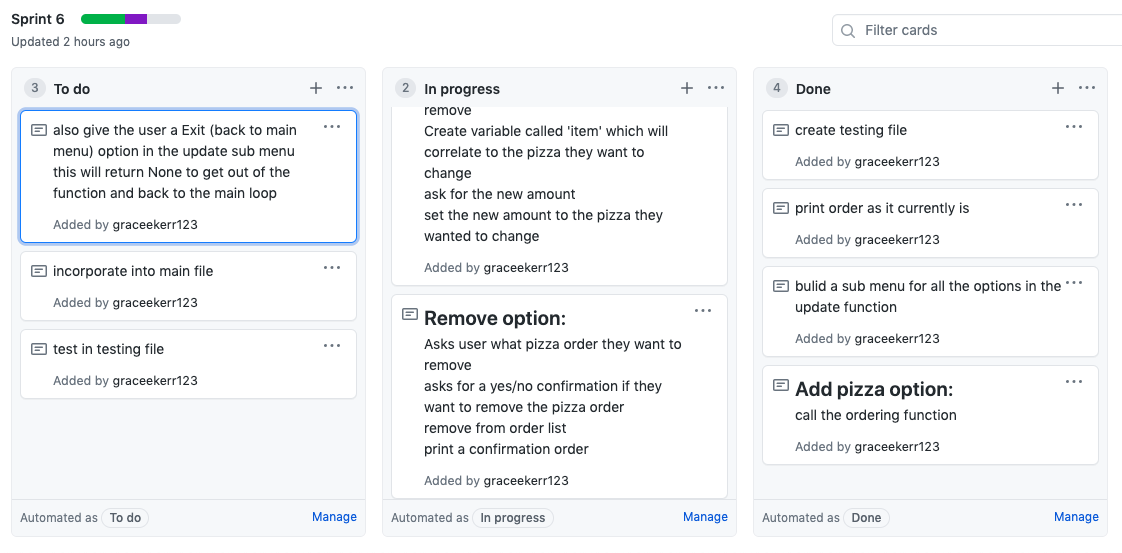 Sprint 6
Updated 2 hours ago
Filter cards
3 To do
also give the user a Exit (back to main
menu) option in the update sub menu
this will return None to get out of the
function and back to the main loop
Added by graceekerr123
incorporate into main file
Added by graceekerr123
test in testing file
Added by graceekerr123
Automated as To do
Manage
2 In progress
remove
Create variable called 'item' which will
correlate to the pizza they want to
change
ask for the new amount
set the new amount to the pizza they
wanted to change
Added by graceekerr123
Remove option:
Asks user what pizza order they want to
remove
asks for a yes/no confirmation if they
want to remove the pizza order
remove from order list
print a confirmation order
Added by graceekerr123
Automated as In progress
Manage
4 Done
create testing file
Added by graceekerr123
print order as it currently is
Added by graceekerr123
bulid a sub menu for all the options in the
update function
Added by graceekerr123
Add pizza option:
call the ordering function
Added by graceekerr123
Automated as Done
Manage